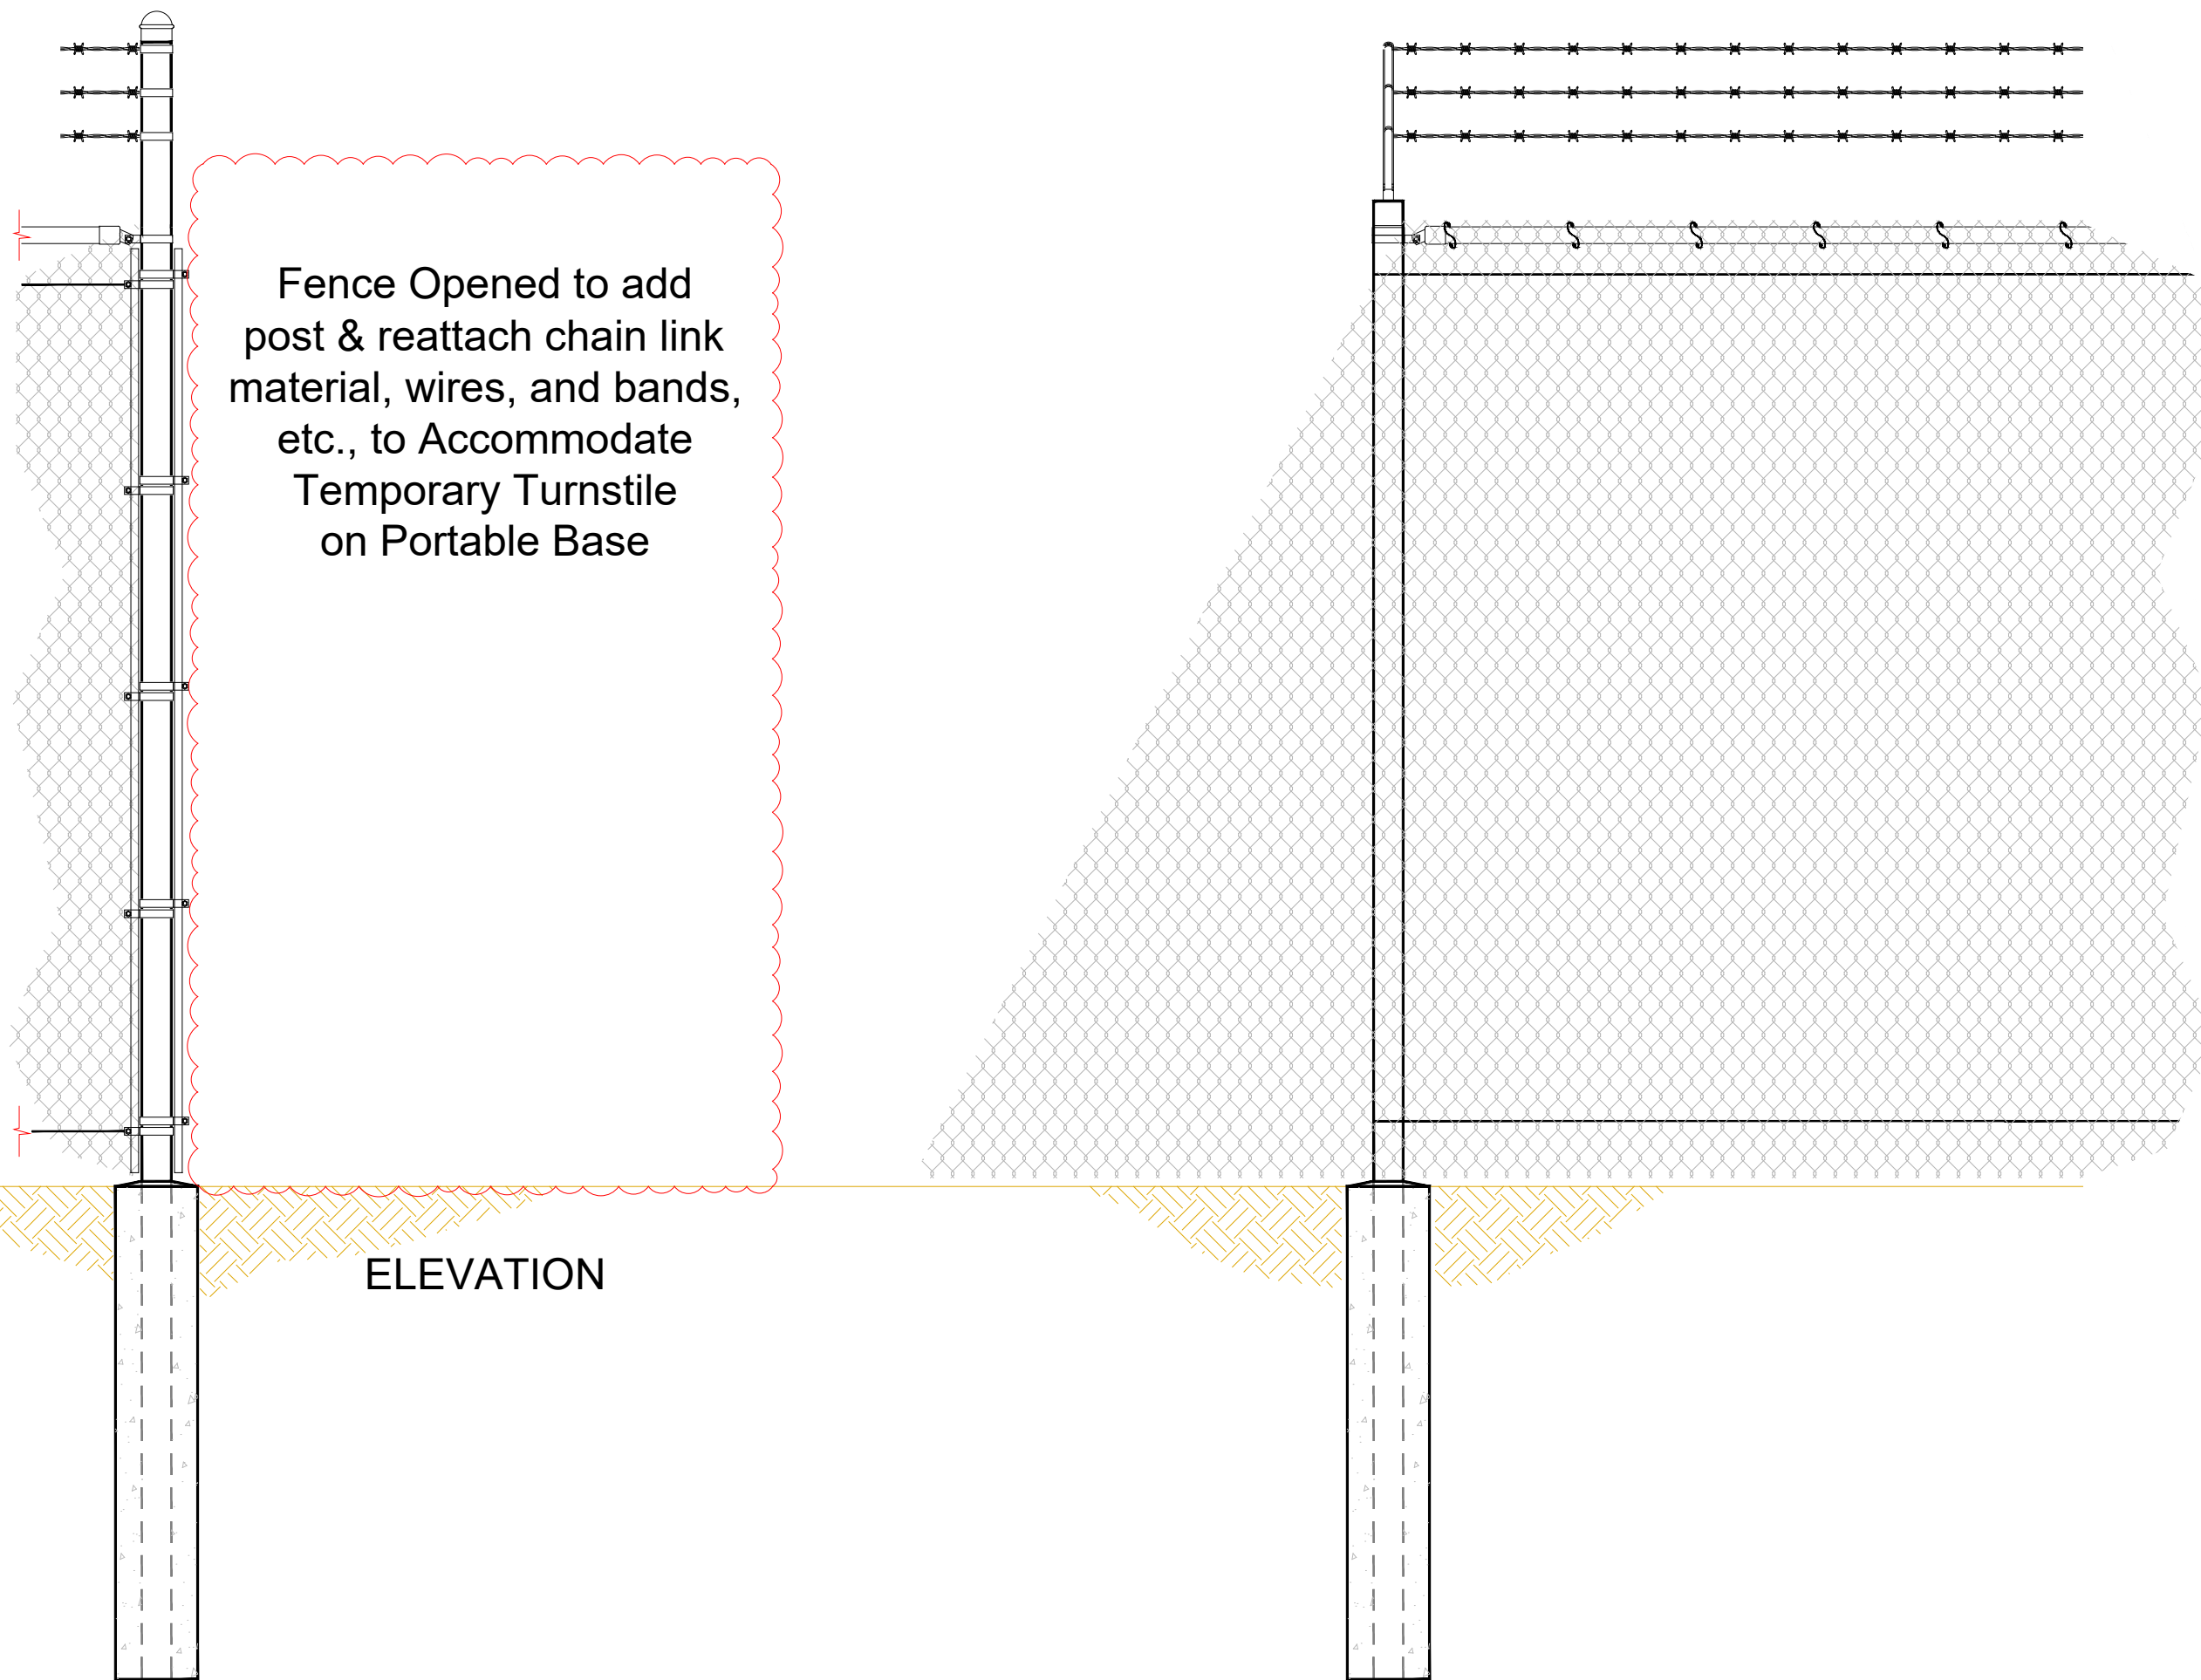 Fence Opened to add
post & reattach chain link
material, wires, and bands,
etc., to Accommodate
Temporary Turnstile
on Portable Base
ELEVATION